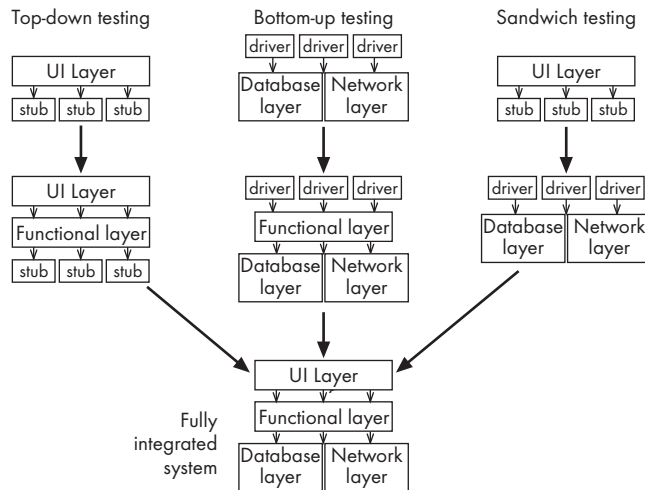 Top-down testing
Bottom-up testing
Sandwich testing
UI Layer
stub stub stub
driver driver driver
Database layer
Network layer
UI Layer
stub stub stub
UI Layer
Functional layer
stub stub stub
driver driver driver
Functional layer
Database layer
Network layer
driver driver driver
Database layer
Network layer
Fully integrated system
UI Layer
Functional layer
Database layer
Network layer